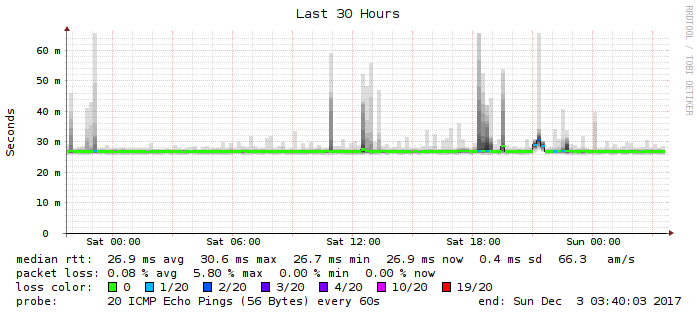 Last 30 Hours
RRDTOOL / TOBI OETIKER
Seconds
60 m
50 m
40 m
30 m
20 m
10 m
0
Sat 00:00 Sat 06:00 Sat 12:00 Sat 18:00 Sun 00:00
median rtt: 26.9 ms avg 30.6 ms max 26.7 ms min 26.9 ms now 0.4 ms sd 66.3 am/s
packet loss: 0.08 % avg 5.80 % max 0.00 % min 0.00 % now
loss color: 0 1/20 2/20 3/20 4/20 10/20 19/20
probe: 20 ICMP Echo Pings (56 Bytes) every 60s end: Sun Dec 3 03:40:03 2017